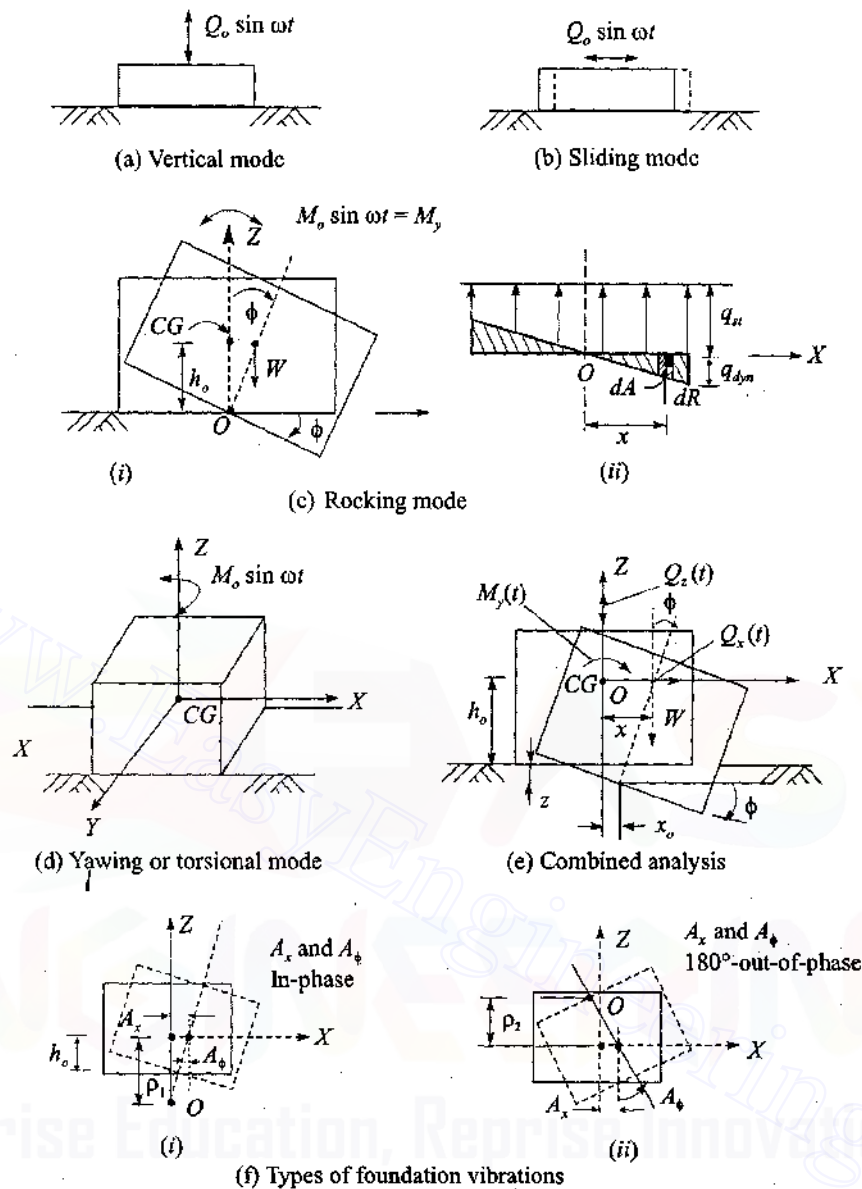 Q_o sin ωt
(a) Vertical mode
Q_o sin ωt
(b) Sliding mode
M_o sin ωt = M_y
Z
ϕ
CG
W
h_o
O
ϕ
(i)
q_st
X
O
q_dyn
dA
dR
x
(ii)
(c) Rocking mode
Z
M_o sin ωt
X
CG
X
Y
(d) Yawing or torsional mode
Z
Q_z(t)
M_y(t)
ϕ
Q_x(t)
X
CG
O
h_o
x
W
z
x_o
ϕ
(e) Combined analysis
Z
A_x and A_ϕ
In-phase
A_x
X
h_o
A_ϕ
ρ_1
O
(i)
Z
A_x and A_ϕ
180°-out-of-phase
O
ρ_2
X
A_x
A_ϕ
(ii)
(f) Types of foundation vibrations